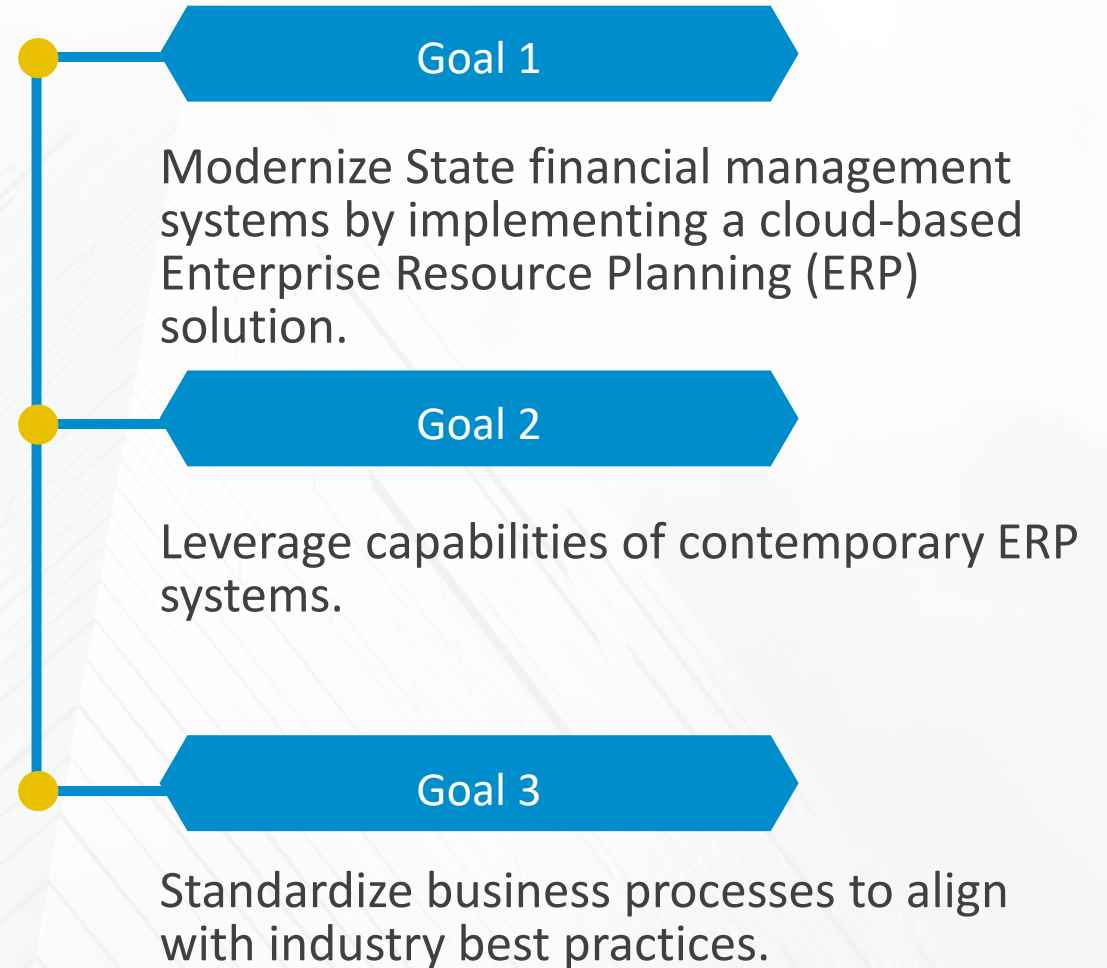 Goal 1
Modernize State financial management
systems by implementing a cloud-based
Enterprise Resource Planning (ERP)
solution.
Goal 2
Leverage capabilities of contemporary ERP
systems.
Goal 3
Standardize business processes to align
with industry best practices.